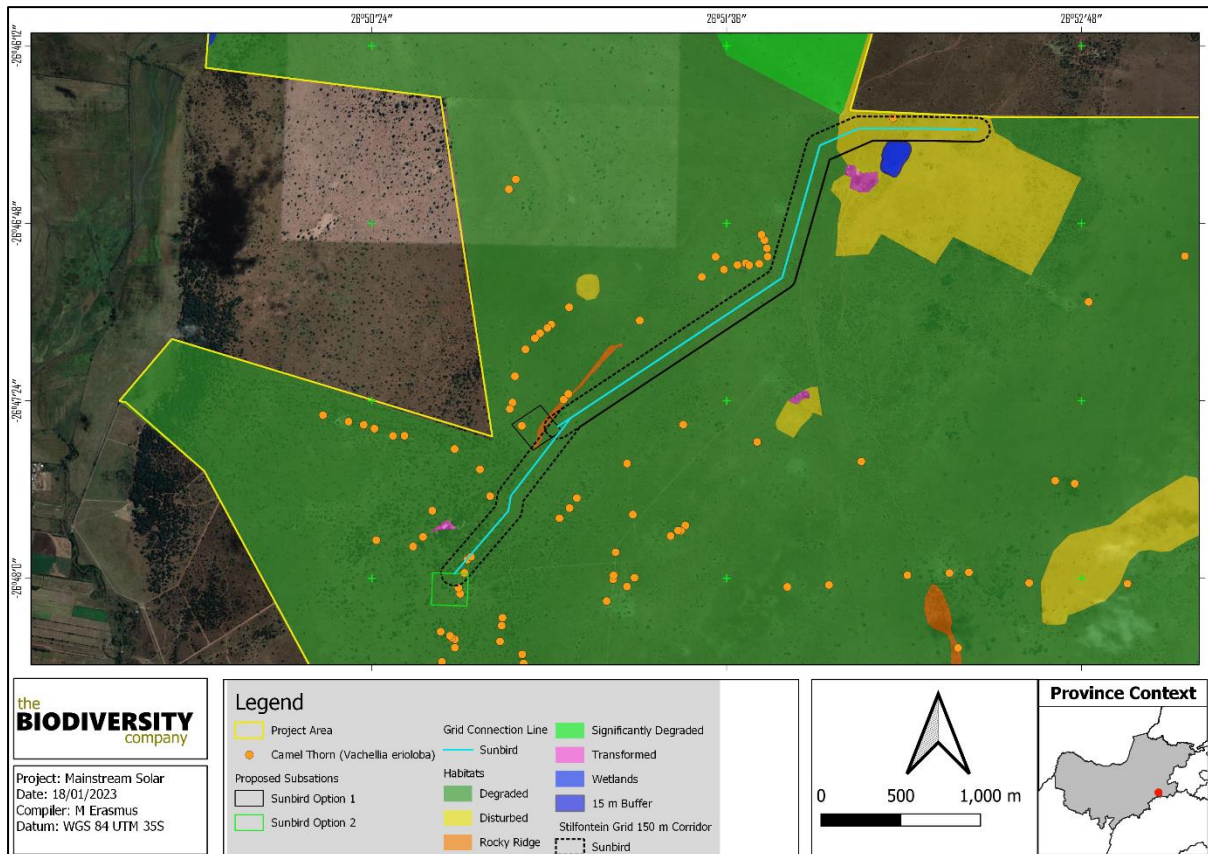 26°50'24"
26°51'36"
26°52'48"
-26°46'12"
-26°46'48"
-26°47'24"
-26°48'0"
the
BIODIVERSITY
company
Project: Mainstream Solar
Date: 18/01/2023
Compiler: M Erasmus
Datum: WGS 84 UTM 35S
Legend
Project Area
Camel Thorn (Vachellia erioloba)
Proposed Subsations
Sunbird Option 1
Sunbird Option 2
Grid Connection Line
Sunbird
Habitats
Degraded
Disturbed
Rocky Ridge
Significantly Degraded
Transformed
Wetlands
15 m Buffer
Stilfontein Grid 150 m Corridor
Sunbird
0 500 1,000 m
Province Context